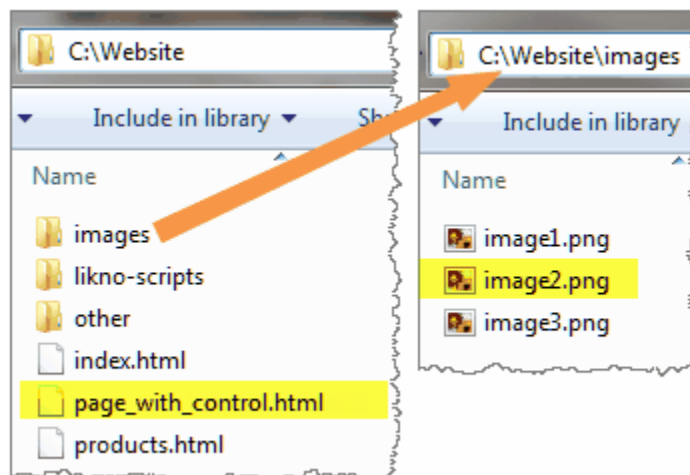 C:\Website
Include in library
Name
images
likno-scripts
other
index.html
page_with_control.html
products.html
C:\Website\images
Include in library
Name
image1.png
image2.png
image3.png